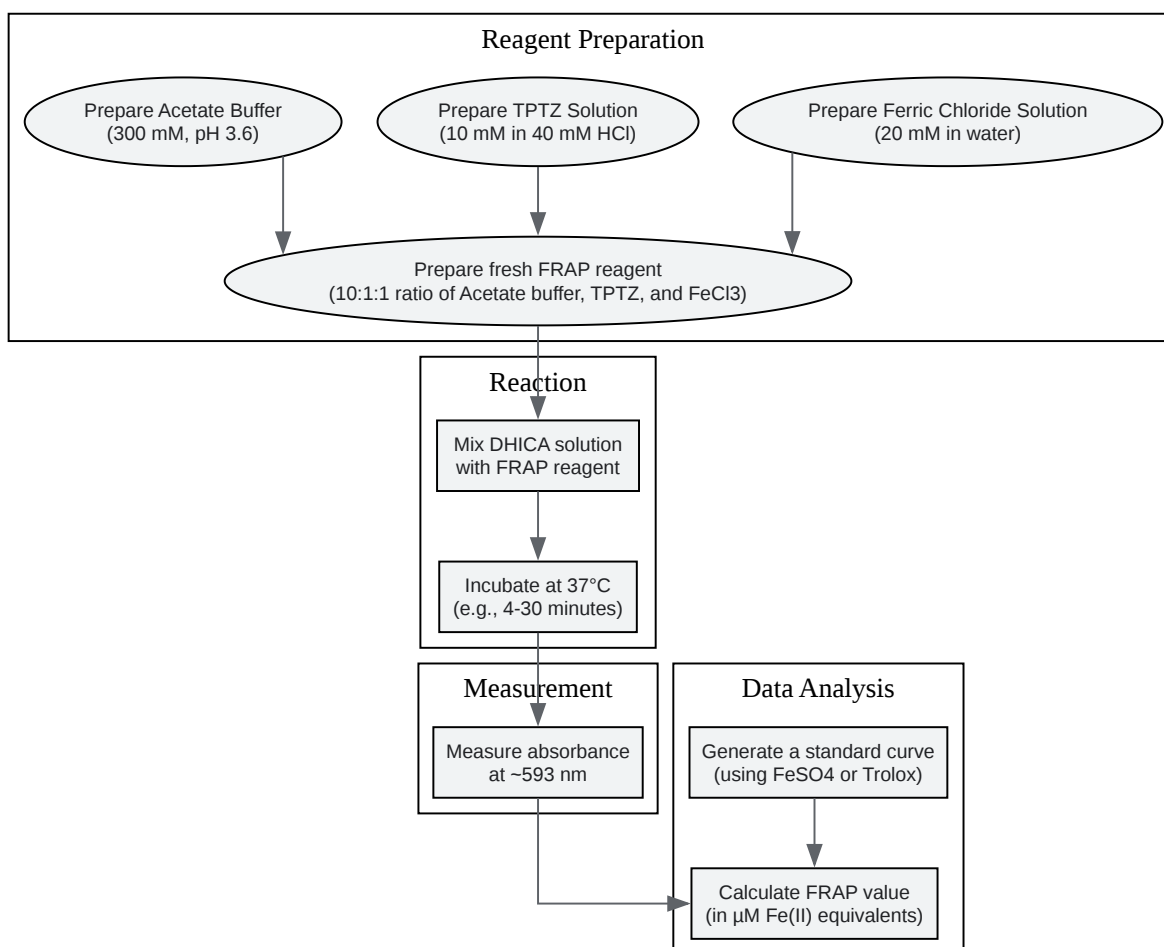 Reagent Preparation
Prepare Acetate Buffer
(300 mM, pH 3.6)
Prepare TPTZ Solution
(10 mM in 40 mM HCl)
Prepare Ferric Chloride Solution
(20 mM in water)
Prepare fresh FRAP reagent
(10:1:1 ratio of Acetate buffer, TPTZ, and FeCl3)
Reaction
Mix DHICA solution
with FRAP reagent
Incubate at 37°C
(e.g., 4-30 minutes)
Measurement
Measure absorbance
at ~593 nm
Data Analysis
Generate a standard curve
(using FeSO4 or Trolox)
Calculate FRAP value
(in µM Fe(II) equivalents)